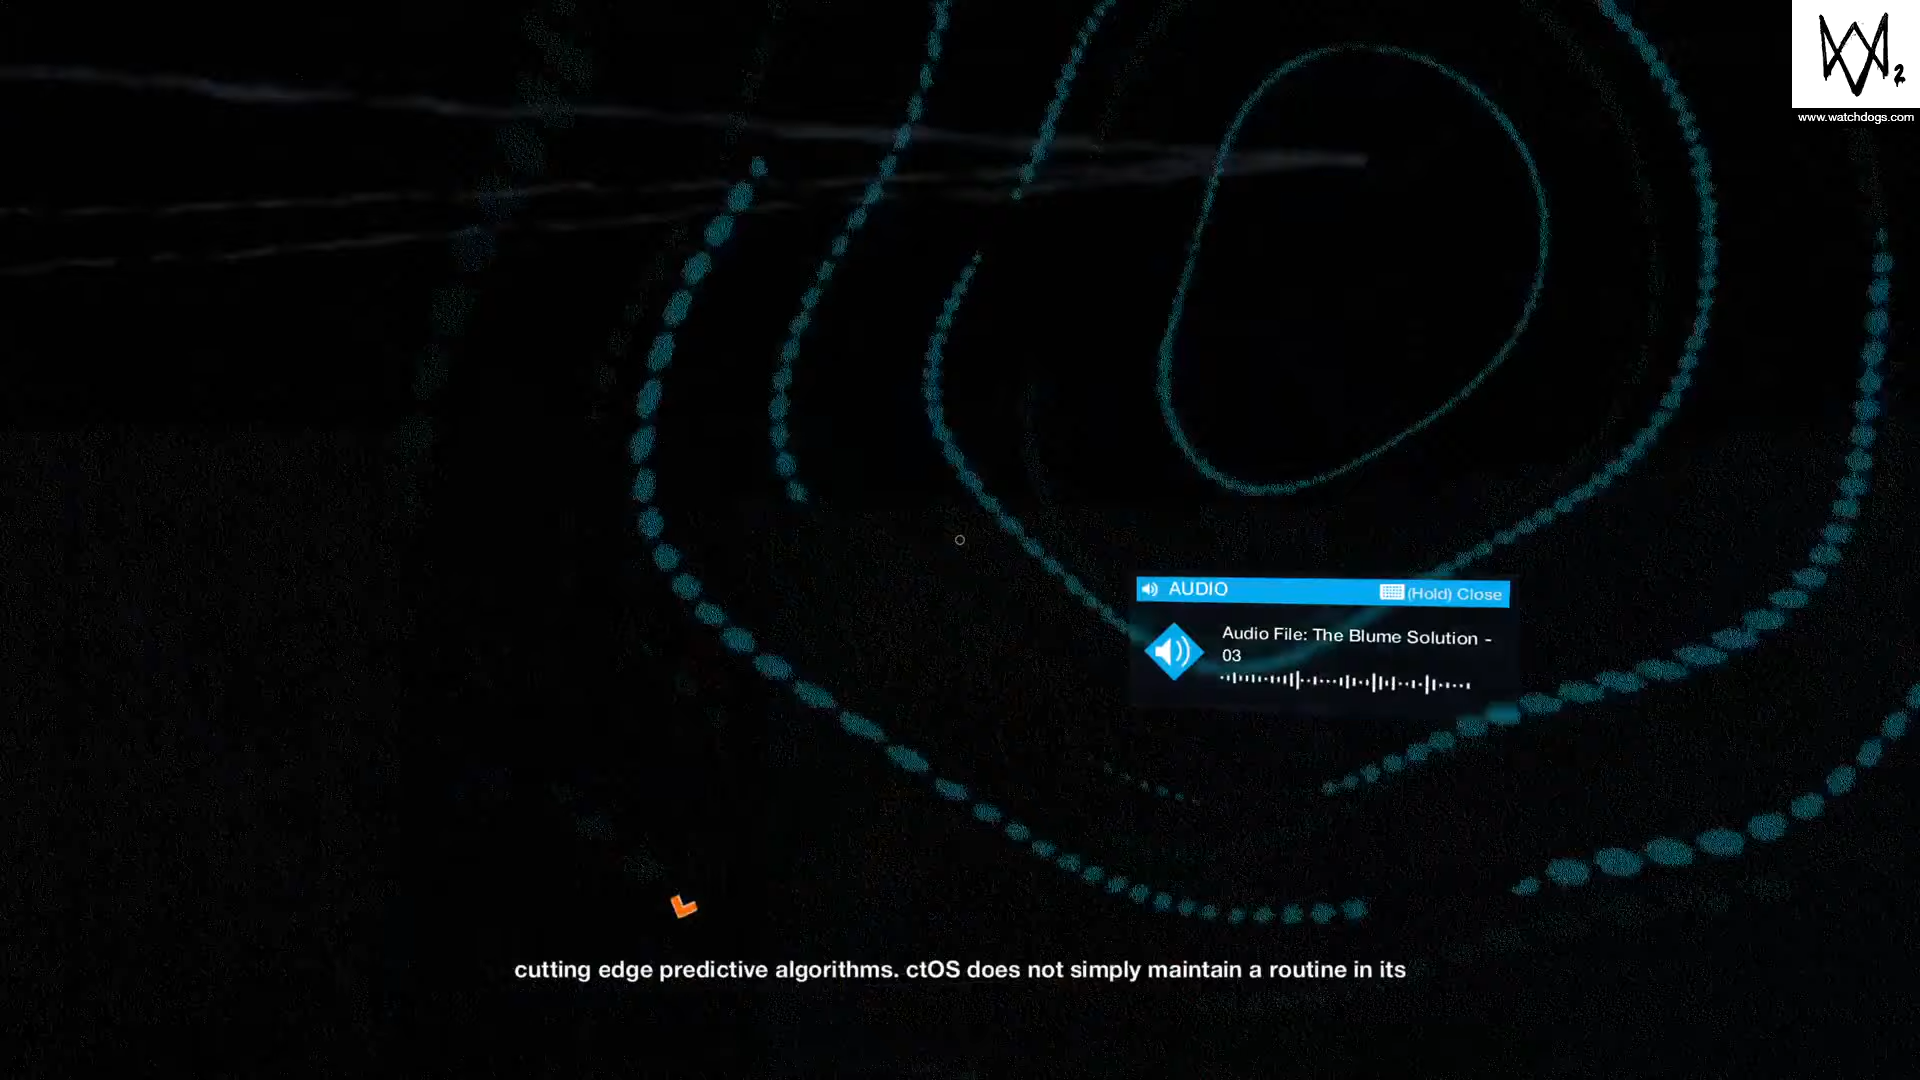 2
www.watchdogs.com
AUDIO
(Hold) Close
Audio File: The Blume Solution -
03
cutting edge predictive algorithms. ctOS does not simply maintain a routine in its